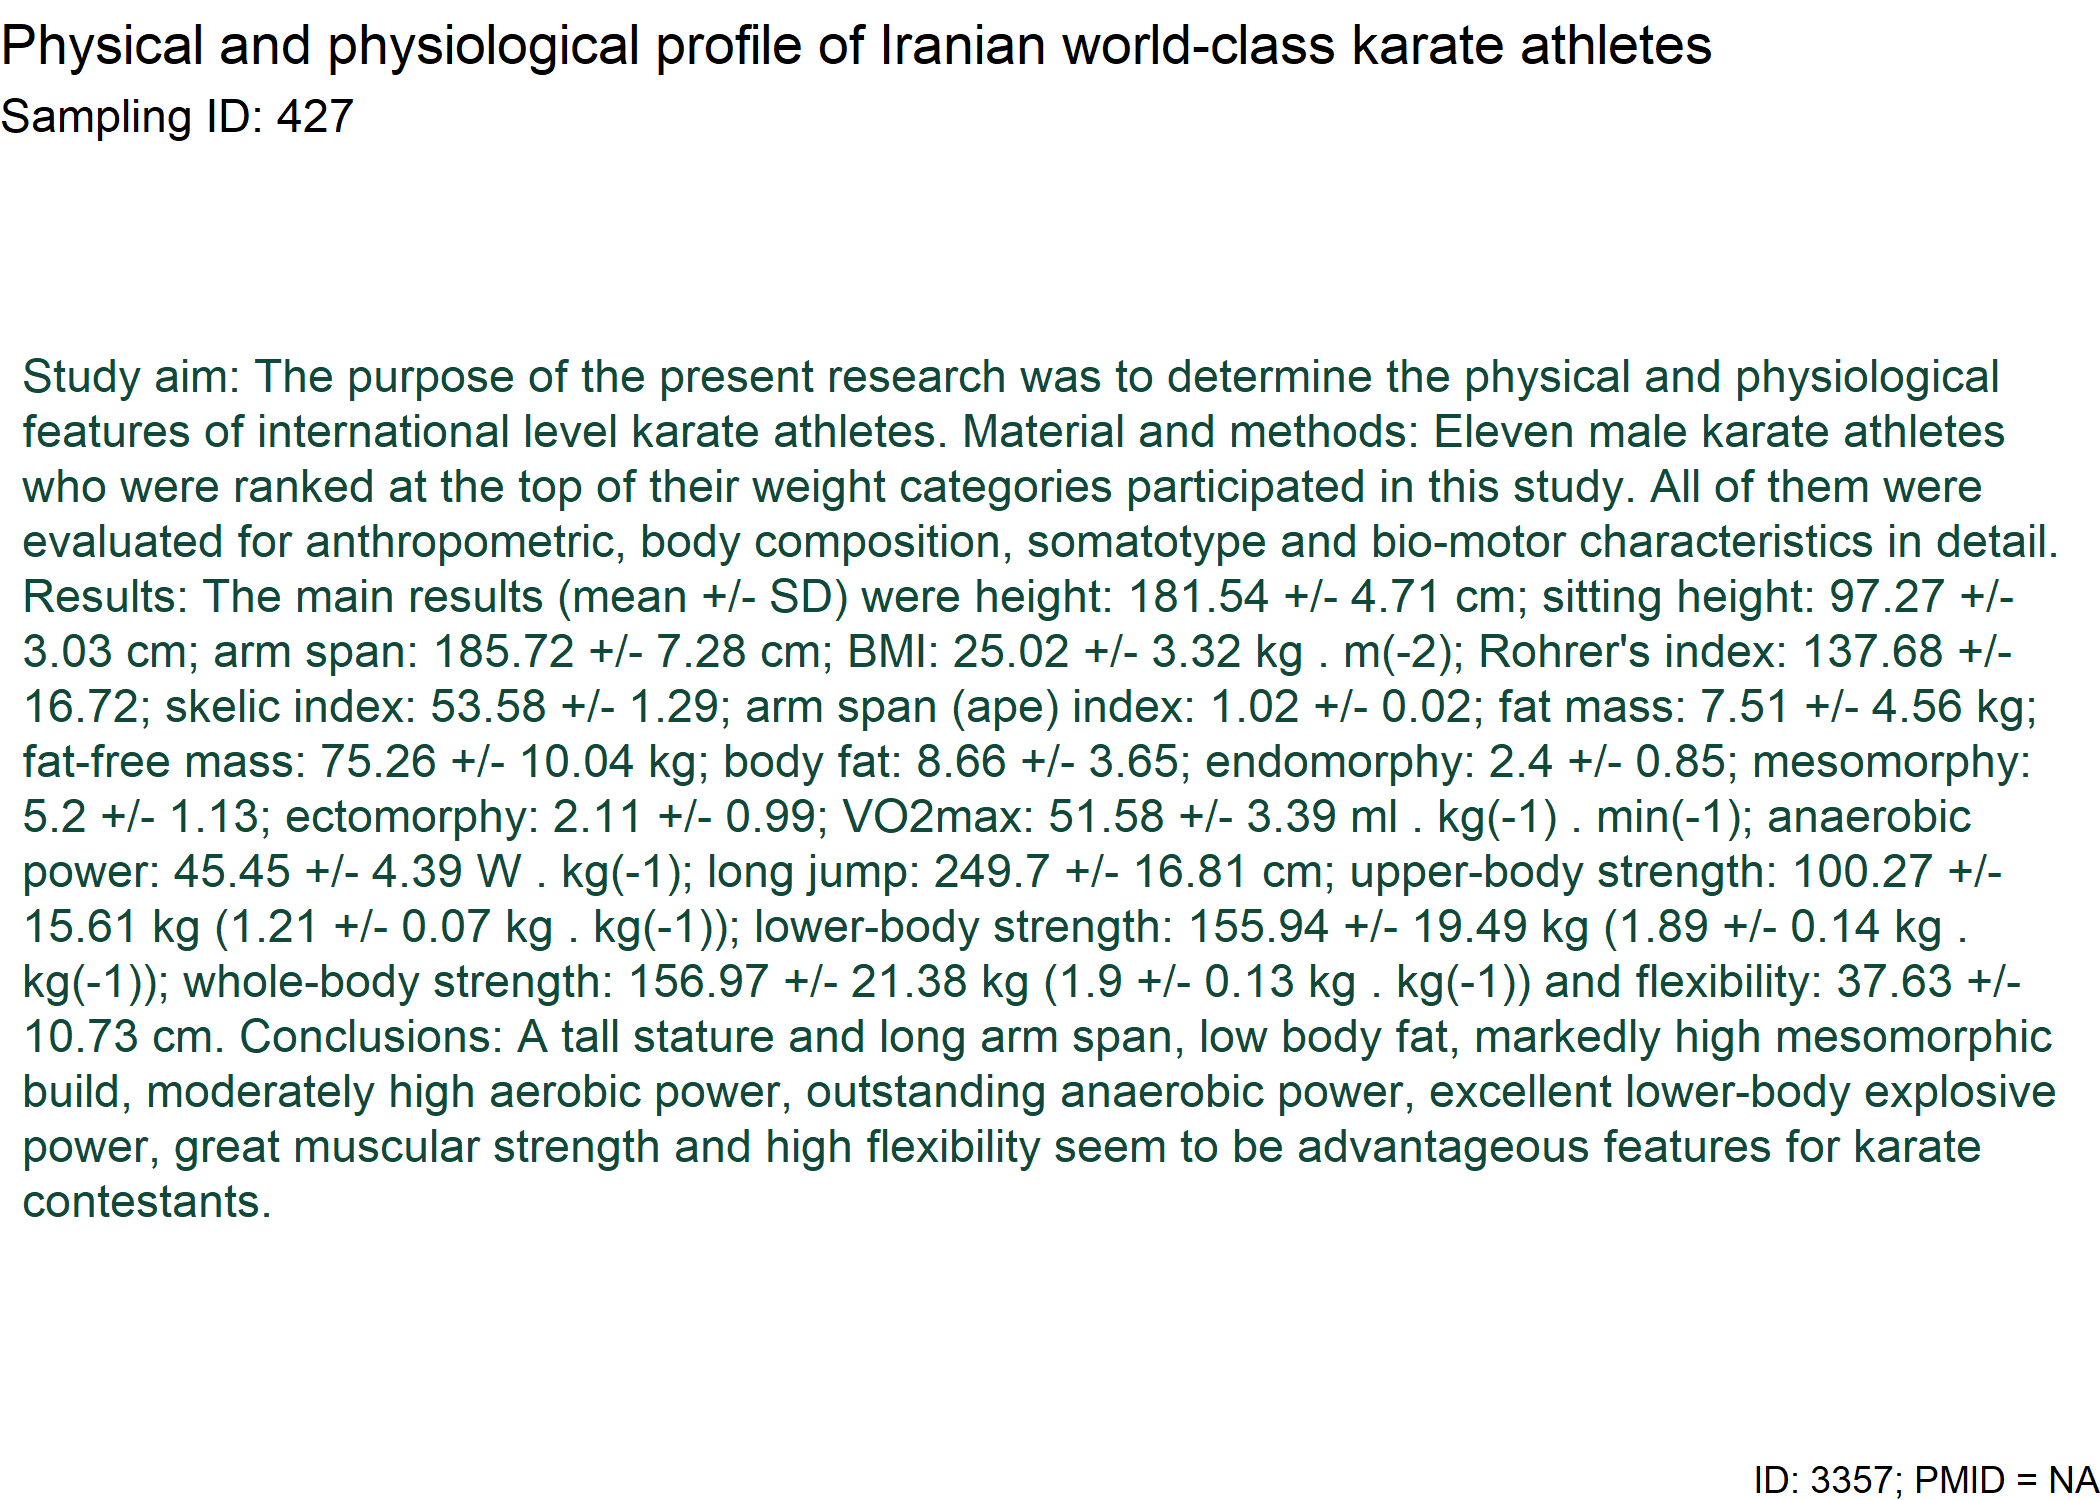 Physical and physiological profile of Iranian world-class karate athletes
Sampling ID: 427
Study aim: The purpose of the present research was to determine the physical and physiological
features of international level karate athletes. Material and methods: Eleven male karate athletes
who were ranked at the top of their weight categories participated in this study. All of them were
evaluated for anthropometric, body composition, somatotype and bio-motor characteristics in detail.
Results: The main results (mean +/- SD) were height: 181.54 +/- 4.71 cm; sitting height: 97.27 +/-
3.03 cm; arm span: 185.72 +/- 7.28 cm; BMI: 25.02 +/- 3.32 kg . m(-2); Rohrer's index: 137.68 +/-
16.72; skelic index: 53.58 +/- 1.29; arm span (ape) index: 1.02 +/- 0.02; fat mass: 7.51 +/- 4.56 kg;
fat-free mass: 75.26 +/- 10.04 kg; body fat: 8.66 +/- 3.65; endomorphy: 2.4 +/- 0.85; mesomorphy:
5.2 +/- 1.13; ectomorphy: 2.11 +/- 0.99; VO2max: 51.58 +/- 3.39 ml . kg(-1) . min(-1); anaerobic
power: 45.45 +/- 4.39 W . kg(-1); long jump: 249.7 +/- 16.81 cm; upper-body strength: 100.27 +/-
15.61 kg (1.21 +/- 0.07 kg . kg(-1)); lower-body strength: 155.94 +/- 19.49 kg (1.89 +/- 0.14 kg .
kg(-1)); whole-body strength: 156.97 +/- 21.38 kg (1.9 +/- 0.13 kg . kg(-1)) and flexibility: 37.63 +/-
10.73 cm. Conclusions: A tall stature and long arm span, low body fat, markedly high mesomorphic
build, moderately high aerobic power, outstanding anaerobic power, excellent lower-body explosive
power, great muscular strength and high flexibility seem to be advantageous features for karate
contestants.
ID: 3357; PMID = NA